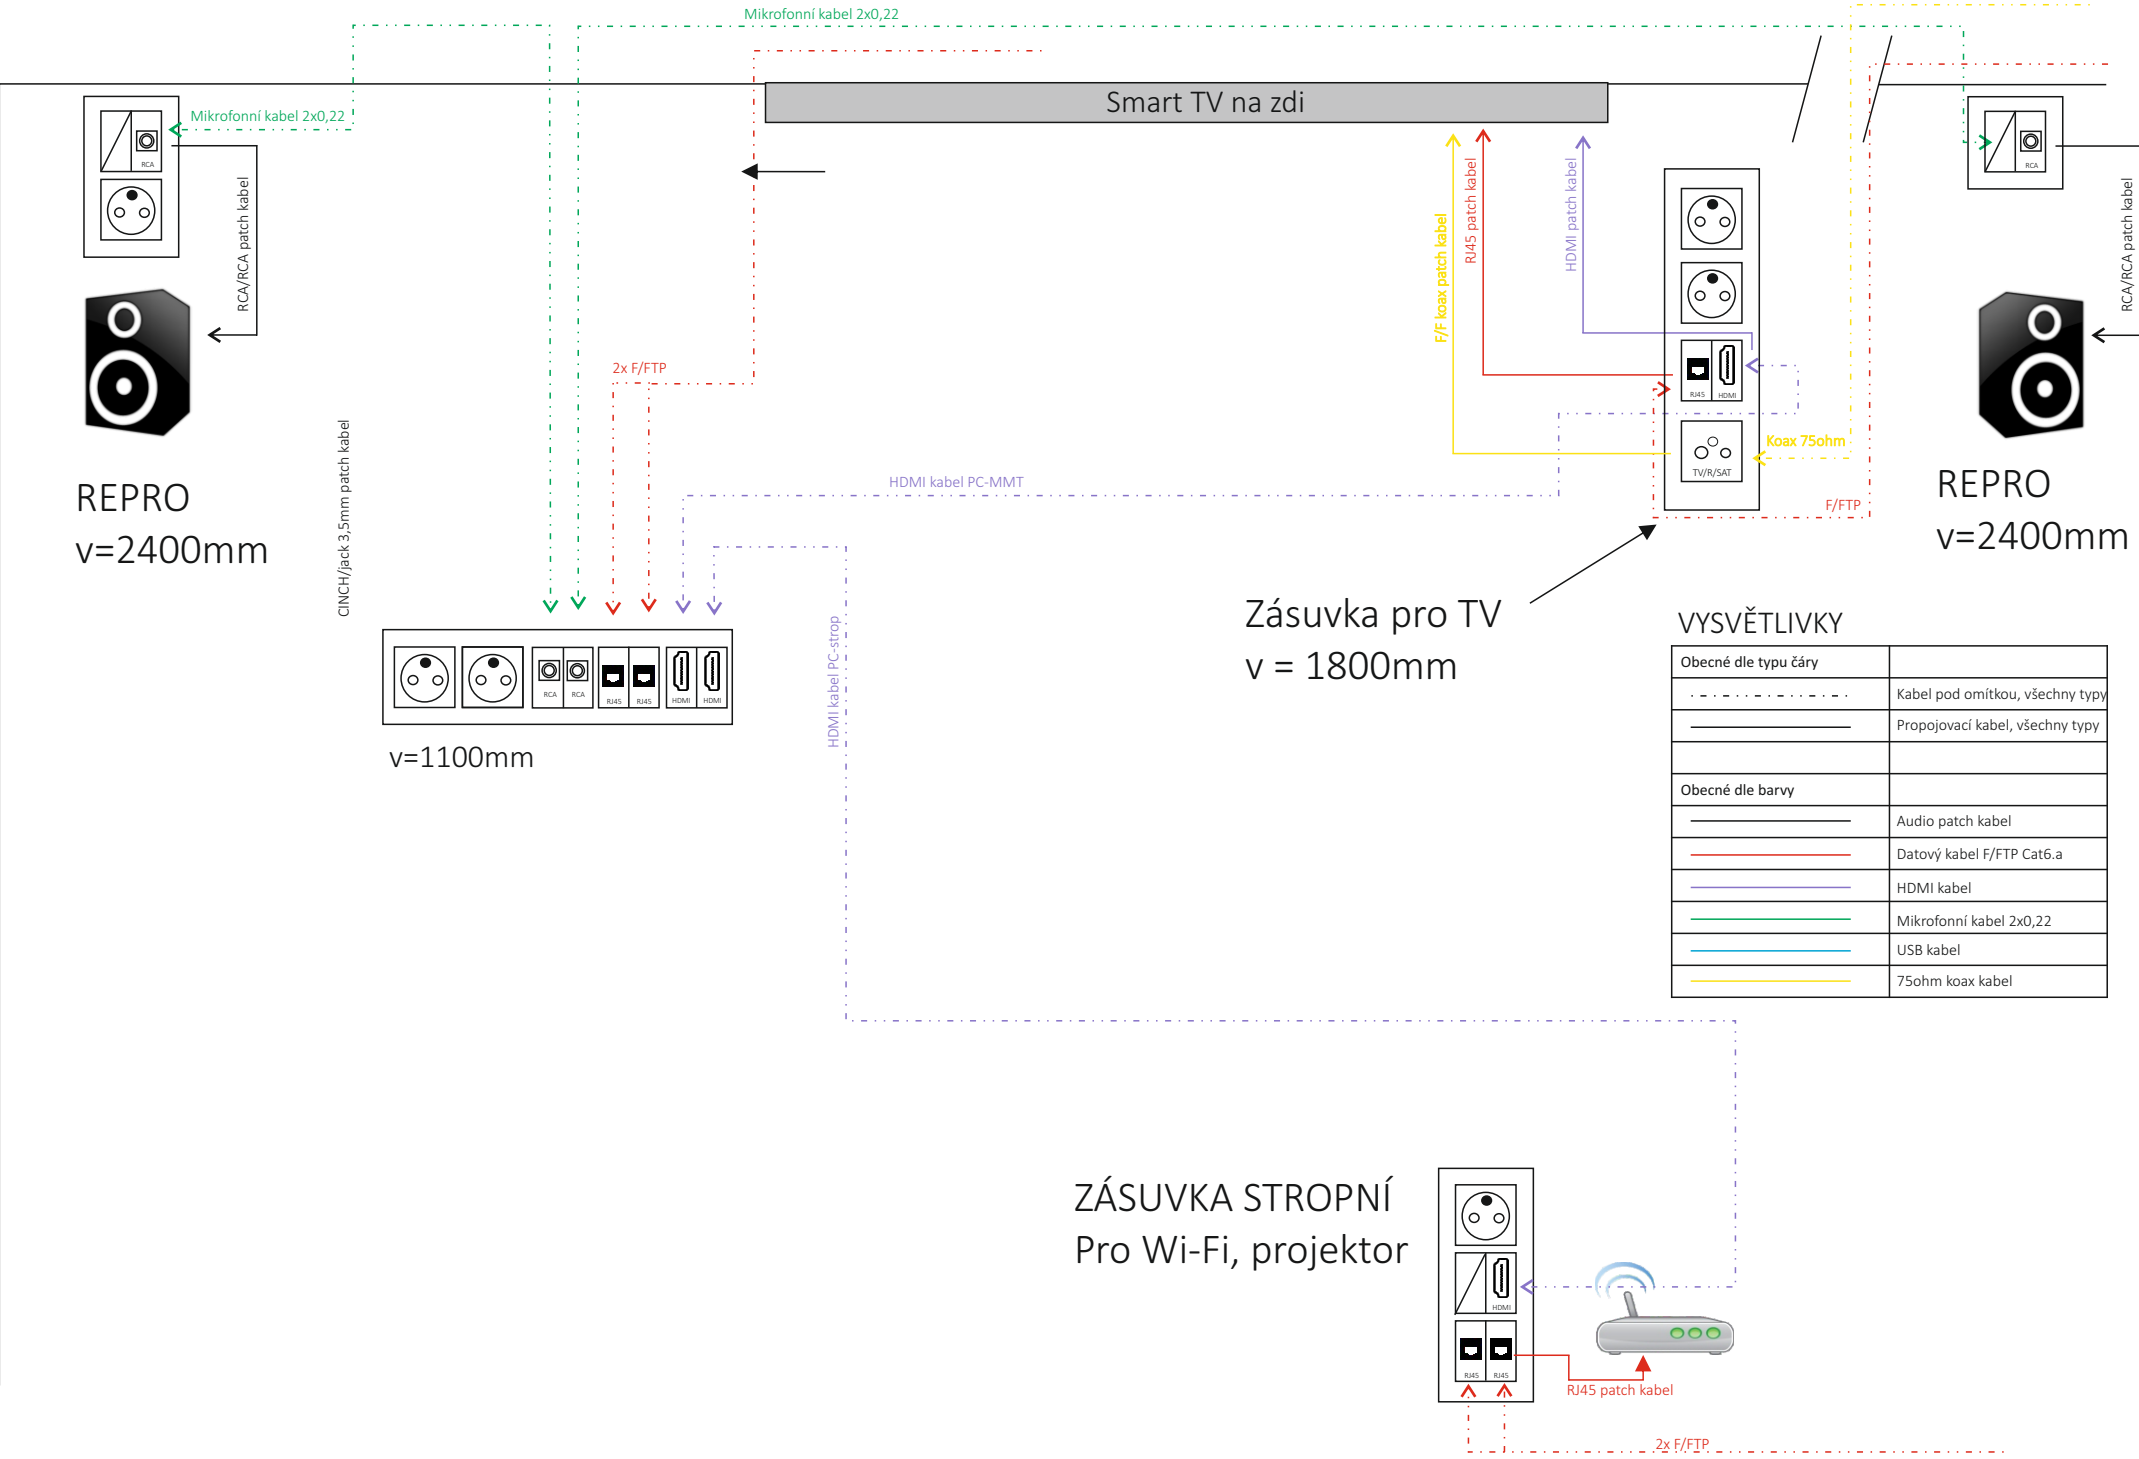 Mikrofonní kabel 2x0,22
Smart TV na zdi
Mikrofonní kabel 2x0,22
RCA
RCA
RCA/RCA patch kabel
F/F koax patch kabel
RJ45 patch kabel
HDMI patch kabel
RCA/RCA patch kabel
2x F/FTP
RJ45
HDMI
CINCH/jack 3,5mm patch kabel
Koax 75ohm
TV/R/SAT
HDMI kabel PC-MMT
F/FTP
REPRO
v=2400mm
REPRO
v=2400mm
Zásuvka pro TV
v = 1800mm
HDMI kabel PC-strop
RCA
RCA
RJ45
RJ45
HDMI
HDMI
v=1100mm
VYSVĚTLIVKY
Obecné dle typu čáry
Kabel pod omítkou, všechny typy
Propojovací kabel, všechny typy
Obecné dle barvy
Audio patch kabel
Datový kabel F/FTP Cat6.a
HDMI kabel
Mikrofonní kabel 2x0,22
USB kabel
75ohm koax kabel
ZÁSUVKA STROPNÍ
Pro Wi-Fi, projektor
HDMI
RJ45
RJ45
RJ45 patch kabel
2x F/FTP